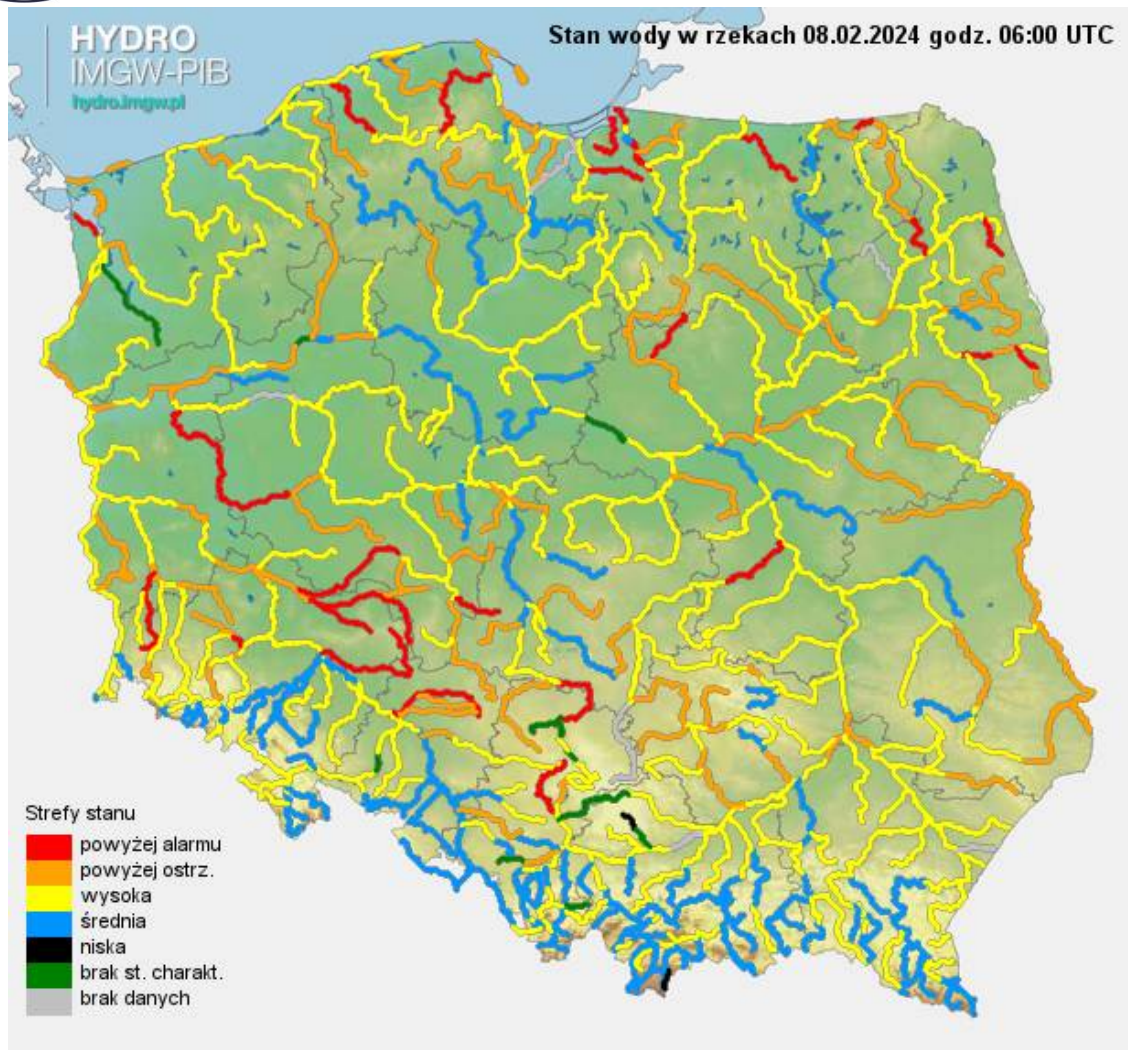 HYDRO
IMGW-PIB
hydro.imgw.pl
Stan wody w rzekach 08.02.2024 godz. 06:00 UTC
Strefy stanu
powyżej alarmu
powyżej ostrz.
wysoka
średnia
niska
brak st. charakt.
brak danych